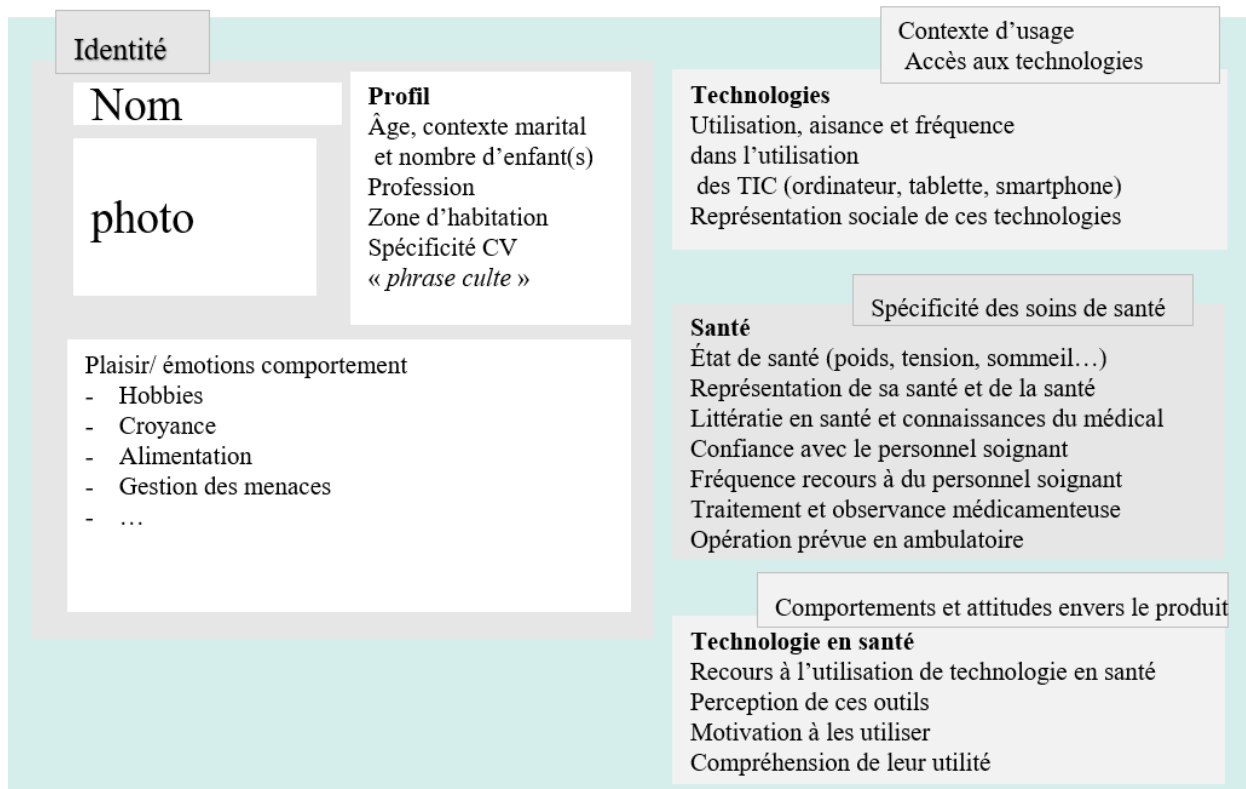 Identité
Nom
photo
Profil
Âge, contexte marital
et nombre d'enfant(s)
Profession
Zone d'habitation
Spécificité CV
« phrase culte »
Plaisir/ émotions comportement
- Hobbies
- Croyance
- Alimentation
- Gestion des menaces
- …
Contexte d'usage
Accès aux technologies
Technologies
Utilisation, aisance et fréquence
dans l'utilisation
des TIC (ordinateur, tablette, smartphone)
Représentation sociale de ces technologies
Spécificité des soins de santé
Santé
État de santé (poids, tension, sommeil…)
Représentation de sa santé et de la santé
Littératie en santé et connaissances du médical
Confiance avec le personnel soignant
Fréquence recours à du personnel soignant
Traitement et observance médicamenteuse
Opération prévue en ambulatoire
Comportements et attitudes envers le produit
Technologie en santé
Recours à l'utilisation de technologie en santé
Perception de ces outils
Motivation à les utiliser
Compréhension de leur utilité